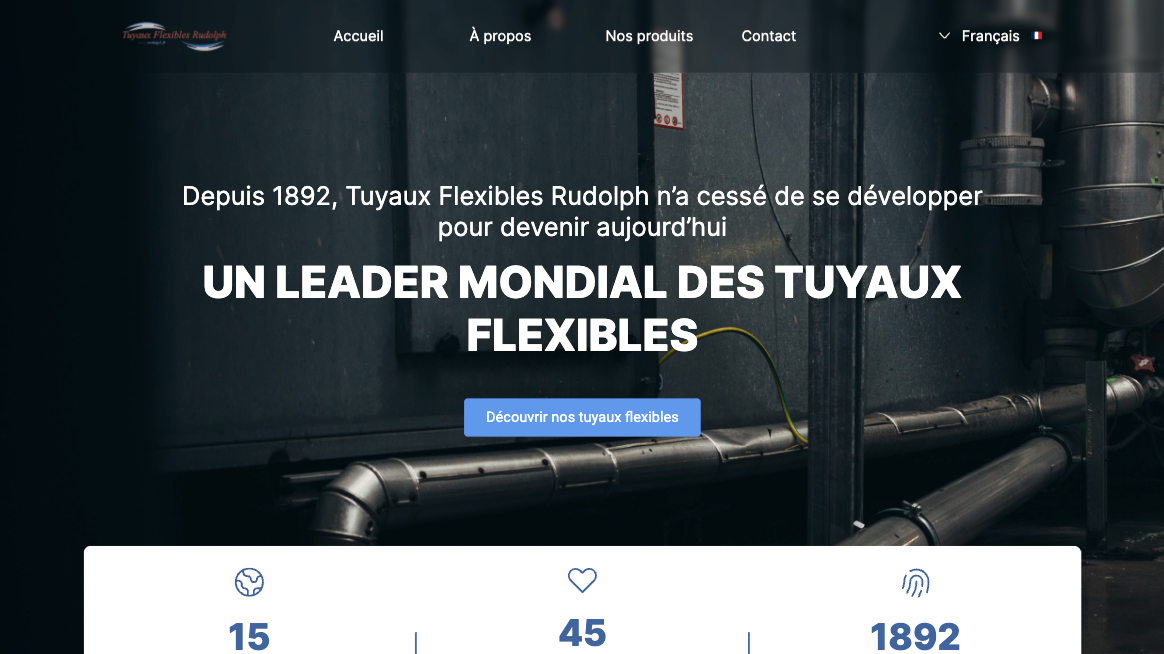 Tuyaux Flexibles Rudolph
Accueil
À propos
Nos produits
Contact
Français
Depuis 1892, Tuyaux Flexibles Rudolph n’a cessé de se développer
pour devenir aujourd’hui
UN LEADER MONDIAL DES TUYAUX
FLEXIBLES
Découvrir nos tuyaux flexibles
15
45
1892